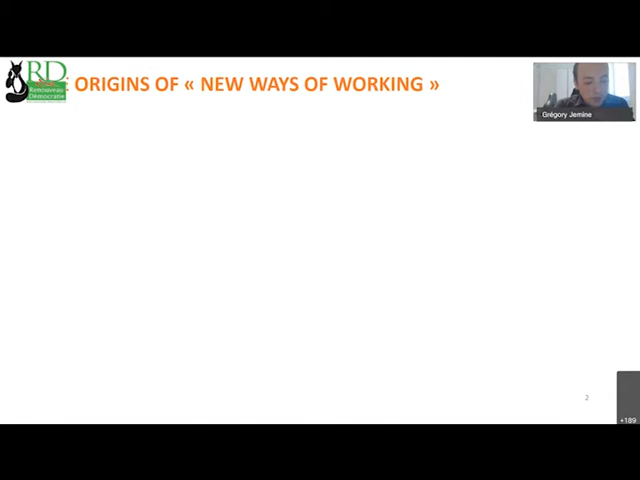 RD
Renouveau
Démocratie
: ORIGINS OF « NEW WAYS OF WORKING »
Grégory Jemine
2
+189